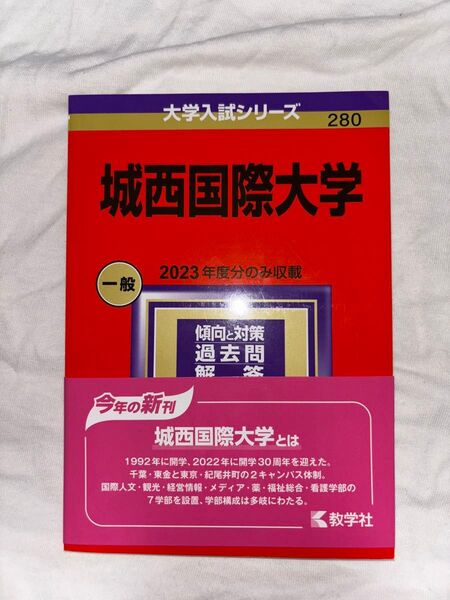 大学入試シリーズ
280
城西国際大学
一般
2023年度分のみ収載
傾向と対策
過去問
解答
今年の新刊
城西国際大学とは
1992年に開学、2022年に開学30周年を迎えた。
千葉・東金と東京・紀尾井町の2キャンパス体制。
国際人文・観光・経営情報・メディア・薬・福祉総合・看護学部の
7学部を設置、学部構成は多岐にわたる。
教学社